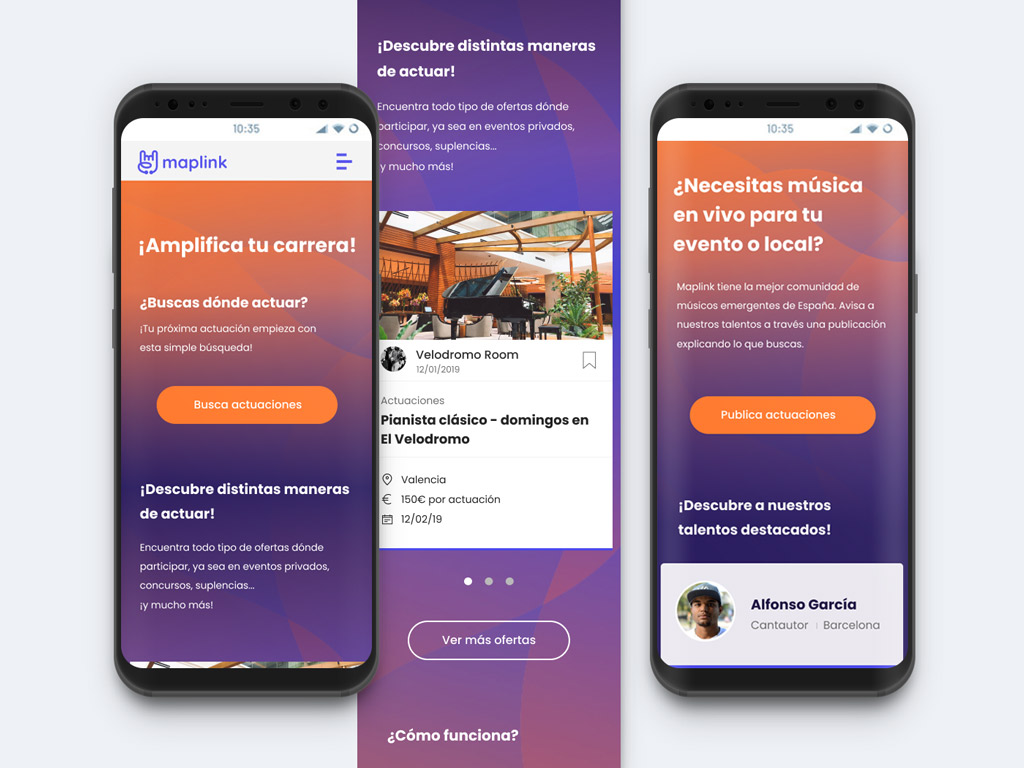 10:35
maplink
¡Amplifica tu carrera!
¿Buscas dónde actuar?
¡Tu próxima actuación empieza con
esta simple búsqueda!
Busca actuaciones
¡Descubre distintas maneras
de actuar!
Encuentra todo tipo de ofertas dónde
participar, ya sea en eventos privados,
concursos, suplencias...
¡y mucho más!
¡Descubre distintas maneras
de actuar!
Encuentra todo tipo de ofertas dónde
participar, ya sea en eventos privados,
concursos, suplencias...
¡y mucho más!
Velodromo Room
12/01/2019
Actuaciones
Pianista clásico - domingos en
El Velodromo
Valencia
€ 150€ por actuación
12/02/19
Ver más ofertas
¿Cómo funciona?
10:35
¿Necesitas música
en vivo para tu
evento o local?
Maplink tiene la mejor comunidad de
músicos emergentes de España. Avisa a
nuestros talentos a través una publicación
explicando lo que buscas.
Publica actuaciones
¡Descubre a nuestros
talentos destacados!
Alfonso García
Cantautor | Barcelona